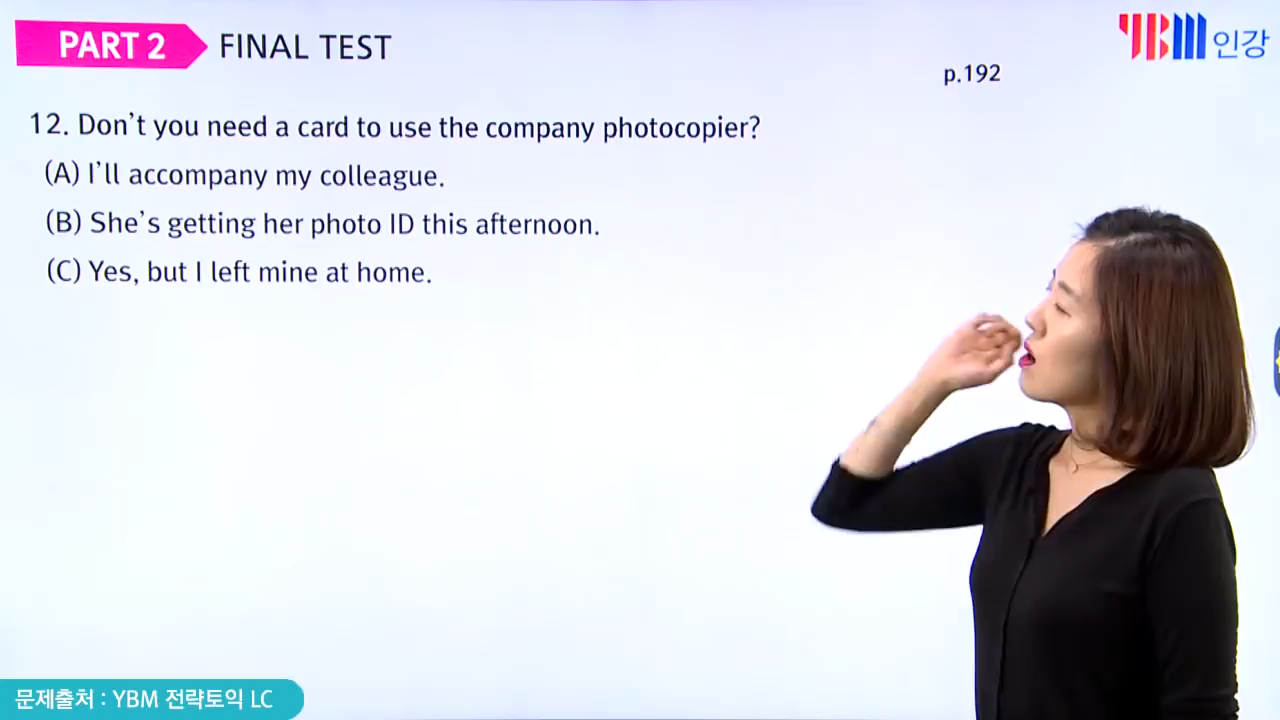 PART 2 FINAL TEST
YBM 인강
p.192
12. Don't you need a card to use the company photocopier?
(A) I'll accompany my colleague.
(B) She's getting her photo ID this afternoon.
(C) Yes, but I left mine at home.
문제출처 : YBM 전략토익 LC